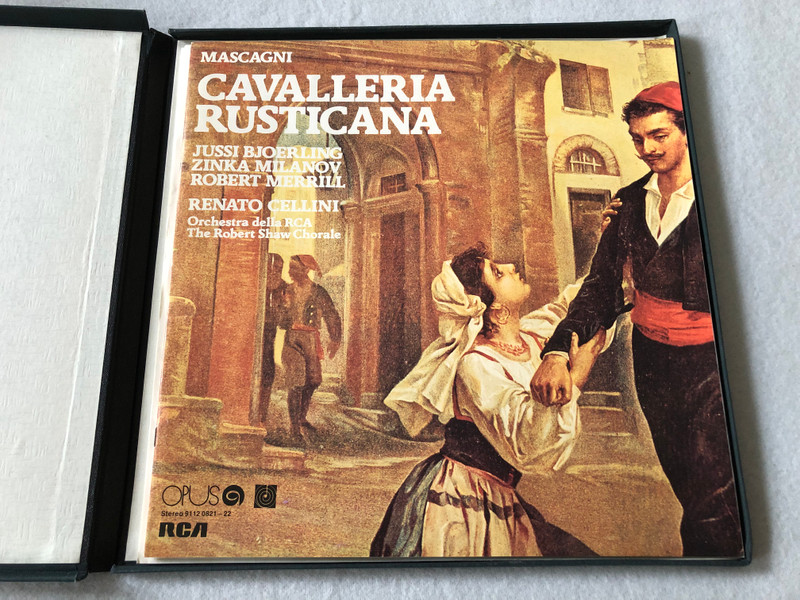 MASCAGNI
CAVALLERIA
RUSTICANA
JUSSI BJOERLING
ZINKA MILANOV
ROBERT MERRILL
RENATO CELLINI
Orchestra della RCA
The Robert Shaw Chorale
OPUS
Stereo 9112 0821-22
RCA